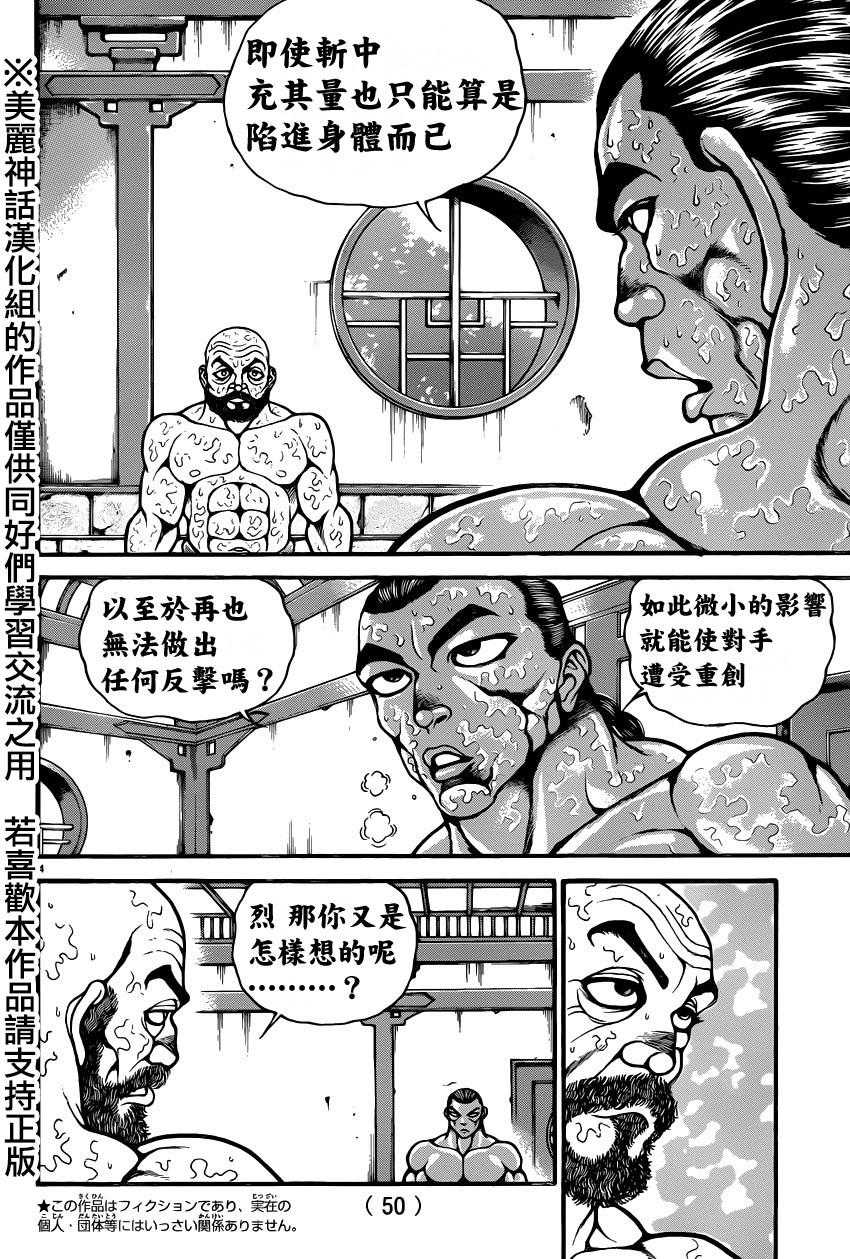 即使斬中
充其量也只能算是
陷進身體而已
如此微小的影響
就能使對手
遭受重創
以至於再也
無法做出
任何反擊嗎？
烈 那你又是
怎樣想的呢
………？
※美麗神話漢化組的作品僅供同好們學習交流之用 若喜歡本作品請支持正版
4
★この作品はフィクションであり、実在の
個人・団体等にはいっさい関係ありません。
( 50 )